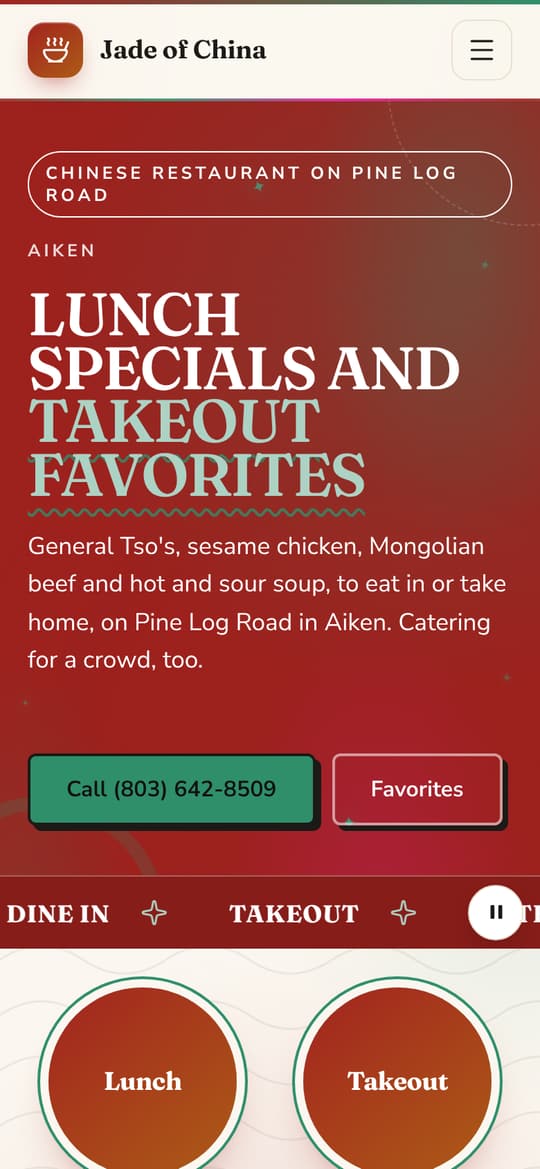 Jade of China
CHINESE RESTAURANT ON PINE LOG
ROAD
AIKEN
LUNCH
SPECIALS AND
TAKEOUT
FAVORITES
General Tso's, sesame chicken, Mongolian
beef and hot and sour soup, to eat in or take
home, on Pine Log Road in Aiken. Catering
for a crowd, too.
Call (803) 642-8509
Favorites
DINE IN
TAKEOUT
Lunch
Takeout